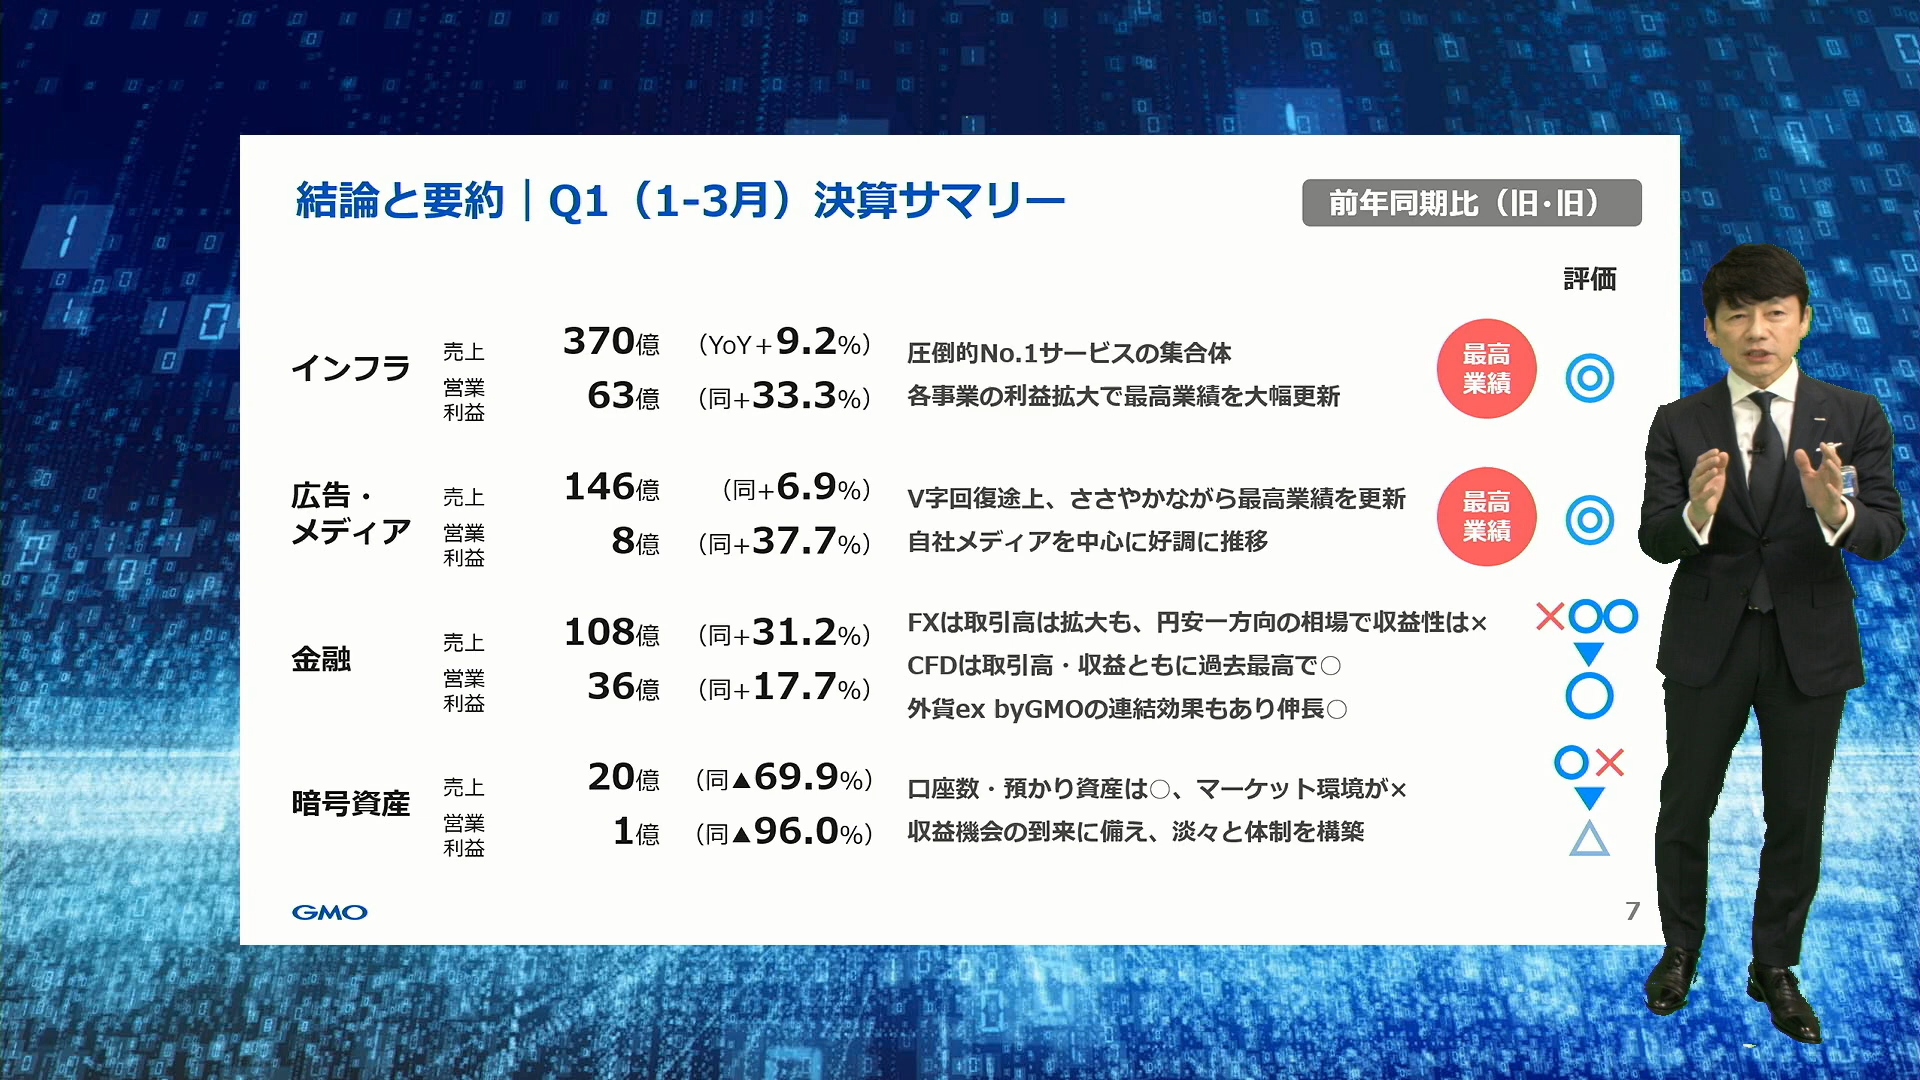 結論と要約｜Q1（1-3月）決算サマリー
前年同期比（旧･旧）
評価
インフラ
売上 370億 （YoY＋9.2%）
営業利益 63億 （同+33.3%）
圧倒的No.1サービスの集合体
各事業の利益拡大で最高業績を大幅更新
最高
業績
◎
広告・
メディア
売上 146億 （同+6.9%）
営業利益 8億 （同+37.7%）
V字回復途上、ささやかながら最高業績を更新
自社メディアを中心に好調に推移
最高
業績
◎
金融
売上 108億 （同+31.2%）
営業利益 36億 （同+17.7%）
FXは取引高は拡大も、円安一方向の相場で収益性は×
CFDは取引高・収益ともに過去最高で○
外貨ex byGMOの連結効果もあり伸長○
×○○
▼
○
暗号資産
売上 20億 （同▲69.9%）
営業利益 1億 （同▲96.0%）
口座数・預かり資産は○、マーケット環境が×
収益機会の到来に備え、淡々と体制を構築
○×
▼
△
GMO
7